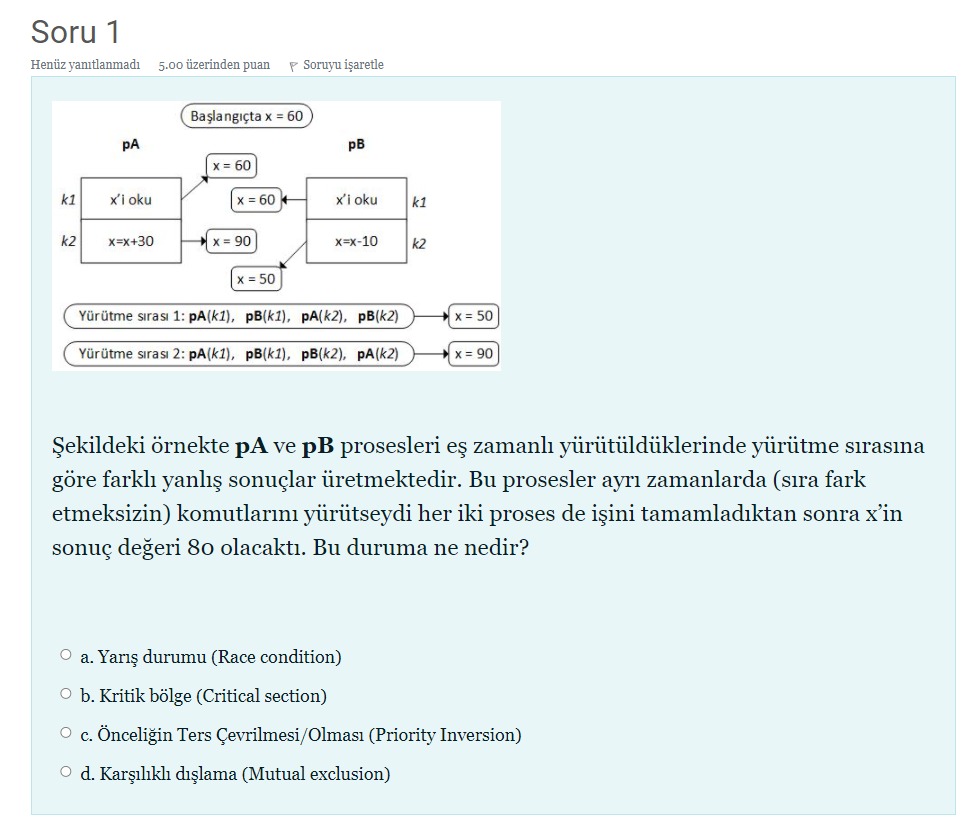 Soru 1
Henüz yanıtlanmadı 5.00 üzerinden puan Soruyu işaretle
Başlangıçta x = 60
pA pB
x = 60
k1 x'i oku x = 60 x'i oku k1
k2 x=x+30 x = 90 x=x-10 k2
x = 50
Yürütme sırası 1: pA(k1), pB(k1), pA(k2), pB(k2) x = 50
Yürütme sırası 2: pA(k1), pB(k1), pB(k2), pA(k2) x = 90
Şekildeki örnekte pA ve pB prosesleri eş zamanlı yürütüldüklerinde yürütme sırasına
göre farklı yanlış sonuçlar üretmektedir. Bu prosesler ayrı zamanlarda (sıra fark
etmeksizin) komutlarını yürütseydi her iki proses de işini tamamladıktan sonra x’in
sonuç değeri 80 olacaktı. Bu duruma ne nedir?
a. Yarış durumu (Race condition)
b. Kritik bölge (Critical section)
c. Önceliğin Ters Çevrilmesi/Olması (Priority Inversion)
d. Karşılıklı dışlama (Mutual exclusion)